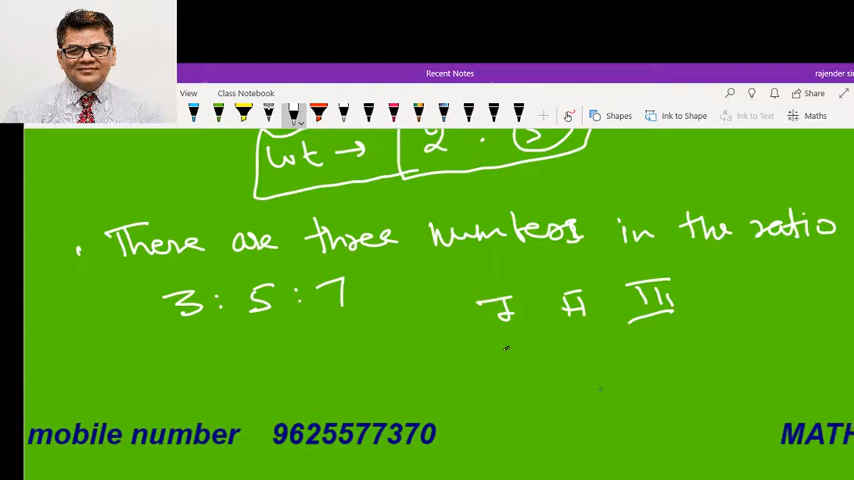 Recent Notes
rajender si
View Class Notebook
Share
Shapes Ink to Shape Ink to Text Maths
wt →
. There are three numbers in the ratio
3 : 5 : 7 I II III
mobile number 9625577370 MATH